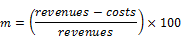 m = (revenues − costs / revenues) × 100